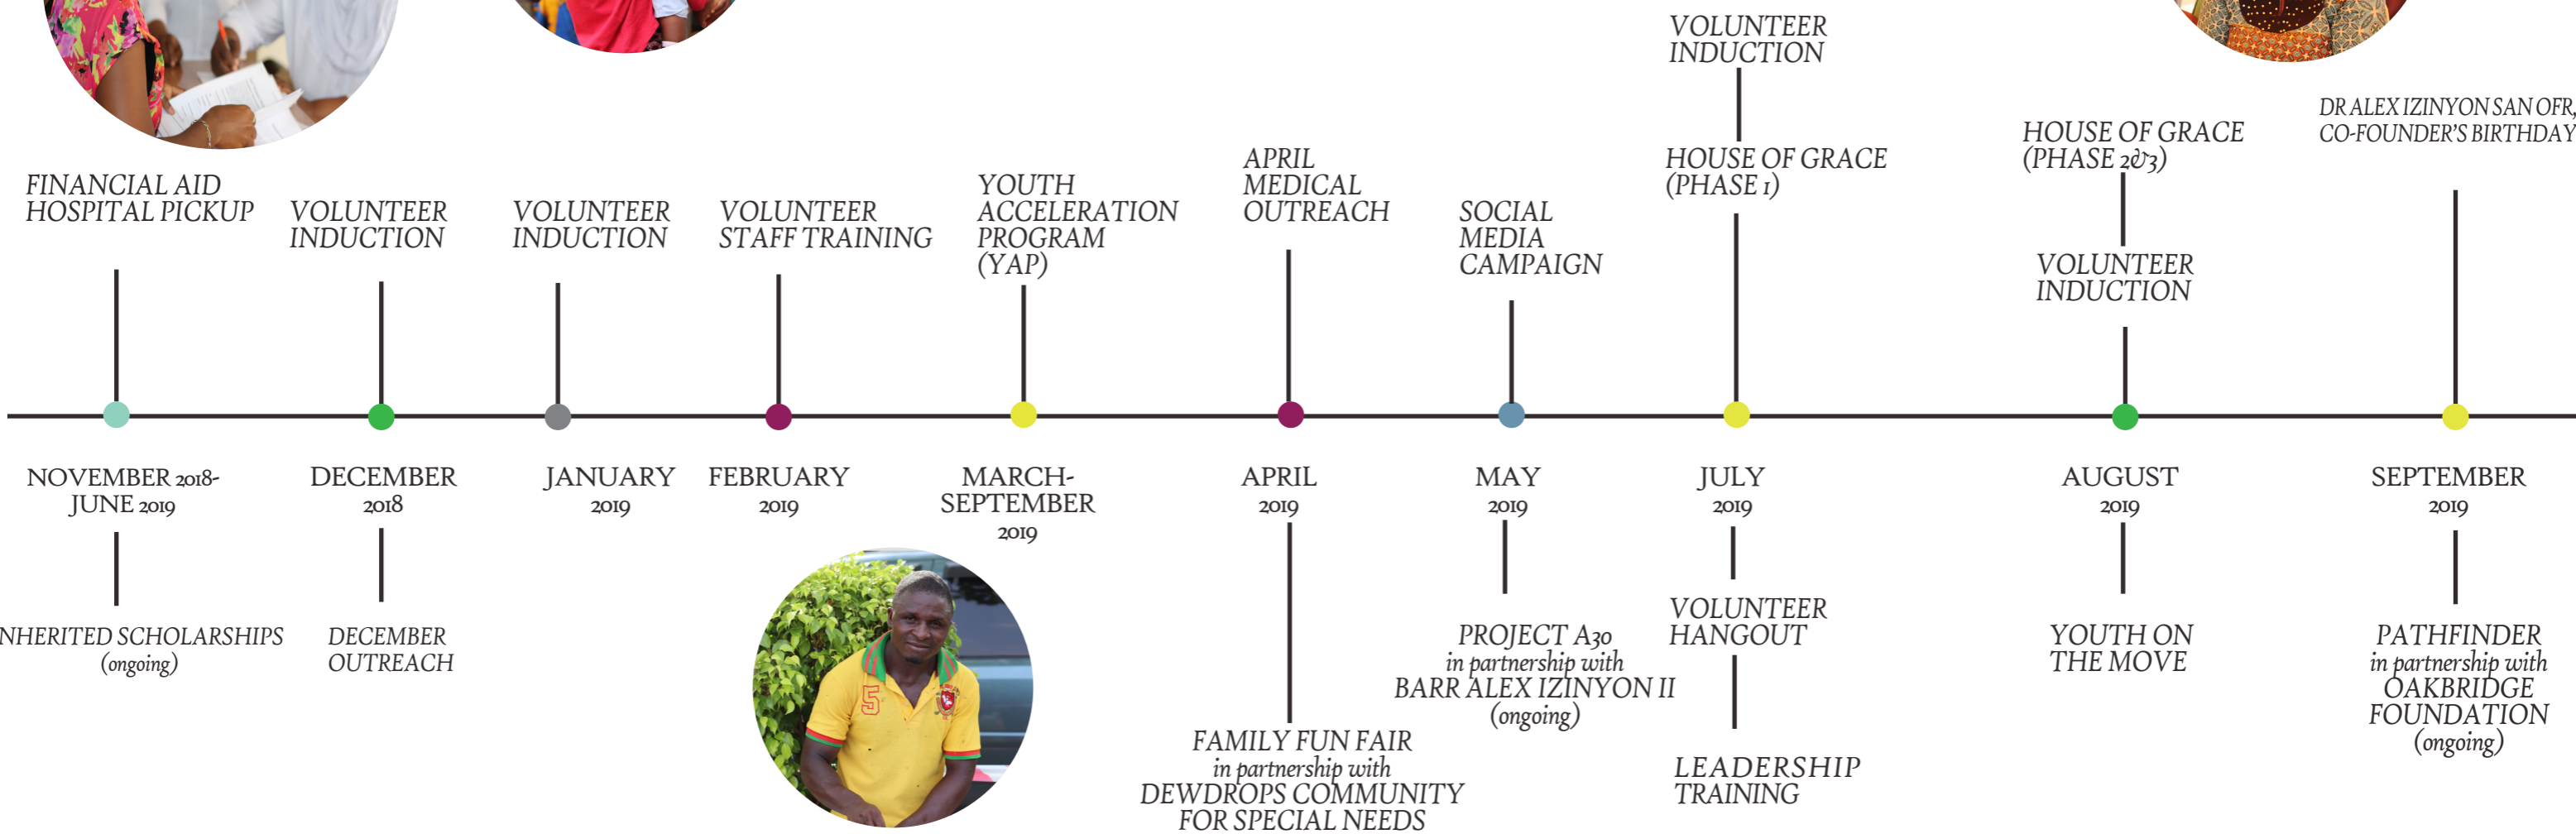 FINANCIAL AID
HOSPITAL PICKUP
NOVEMBER 2018-
JUNE 2019
NHERITED SCHOLARSHIPS
(ongoing)
VOLUNTEER
INDUCTION
DECEMBER
2018
DECEMBER
OUTREACH
VOLUNTEER
INDUCTION
JANUARY
2019
VOLUNTEER
STAFF TRAINING
FEBRUARY
2019
YOUTH
ACCELERATION
PROGRAM
(YAP)
MARCH-
SEPTEMBER
2019
5
APRIL
MEDICAL
OUTREACH
APRIL
2019
FAMILY FUN FAIR
in partnership with
DEWDROPS COMMUNITY
FOR SPECIAL NEEDS
SOCIAL
MEDIA
CAMPAIGN
MAY
2019
PROJECT A30
in partnership with
BARR ALEX IZINYON II
(ongoing)
VOLUNTEER
INDUCTION
HOUSE OF GRACE
(PHASE 1)
JULY
2019
VOLUNTEER
HANGOUT
LEADERSHIP
TRAINING
HOUSE OF GRACE
(PHASE 2&3)
VOLUNTEER
INDUCTION
AUGUST
2019
YOUTH ON
THE MOVE
DR ALEX IZINYON SAN OFR,
CO-FOUNDER'S BIRTHDAY
SEPTEMBER
2019
PATHFINDER
in partnership with
OAKBRIDGE
FOUNDATION
(ongoing)